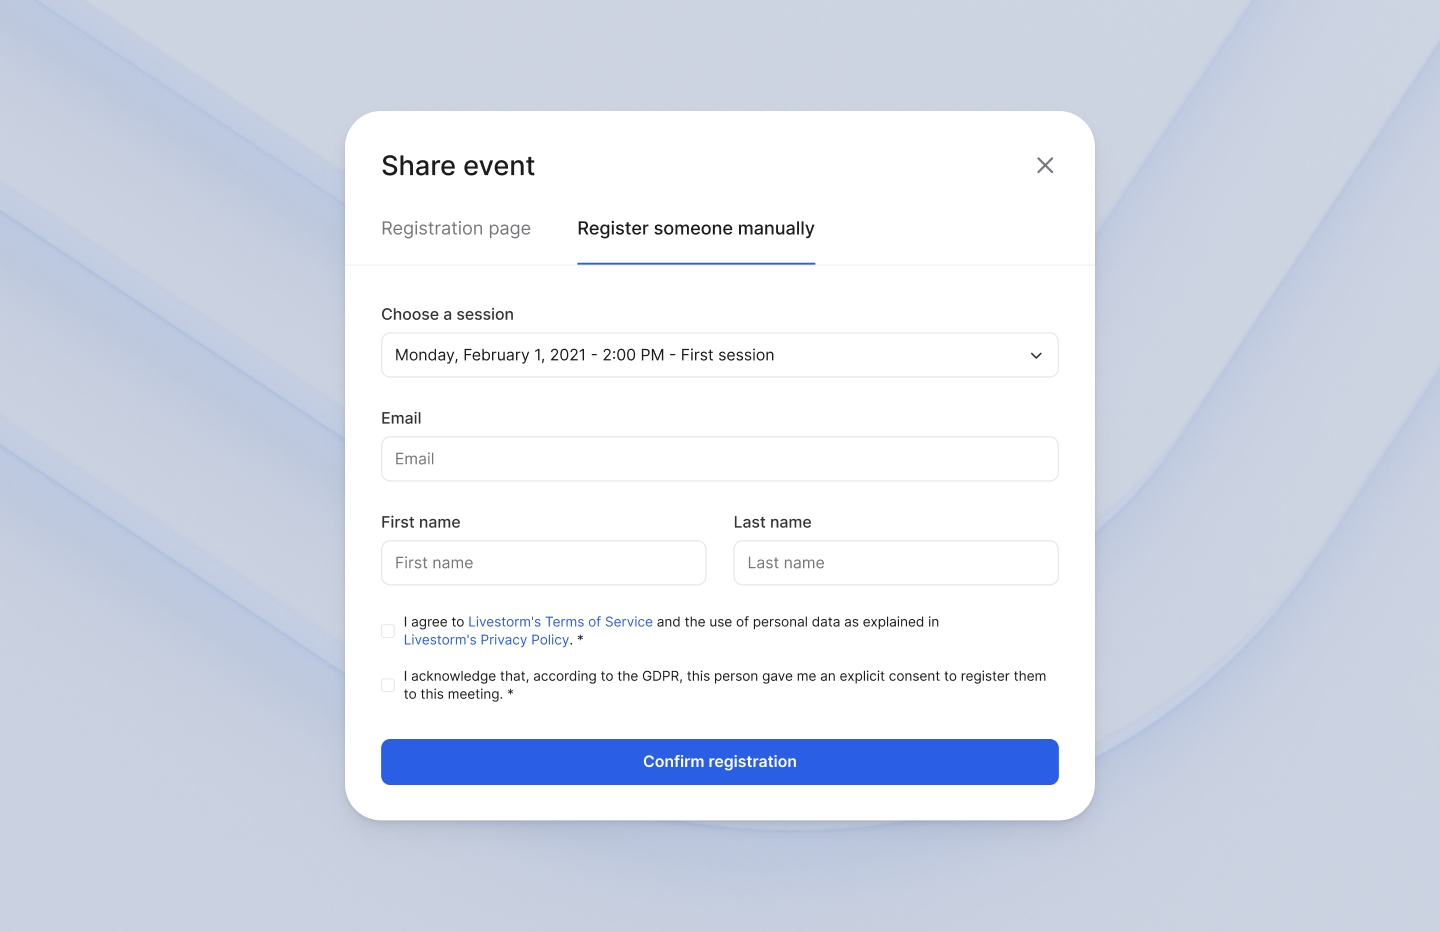 Share event
Registration page
Register someone manually
Choose a session
Monday, February 1, 2021 - 2:00 PM - First session
Email
Email
First name
Last name
First name
Last name
I agree to Livestorm's Terms of Service and the use of personal data as explained in
Livestorm's Privacy Policy. *
I acknowledge that, according to the GDPR, this person gave me an explicit consent to register them
to this meeting. *
Confirm registration